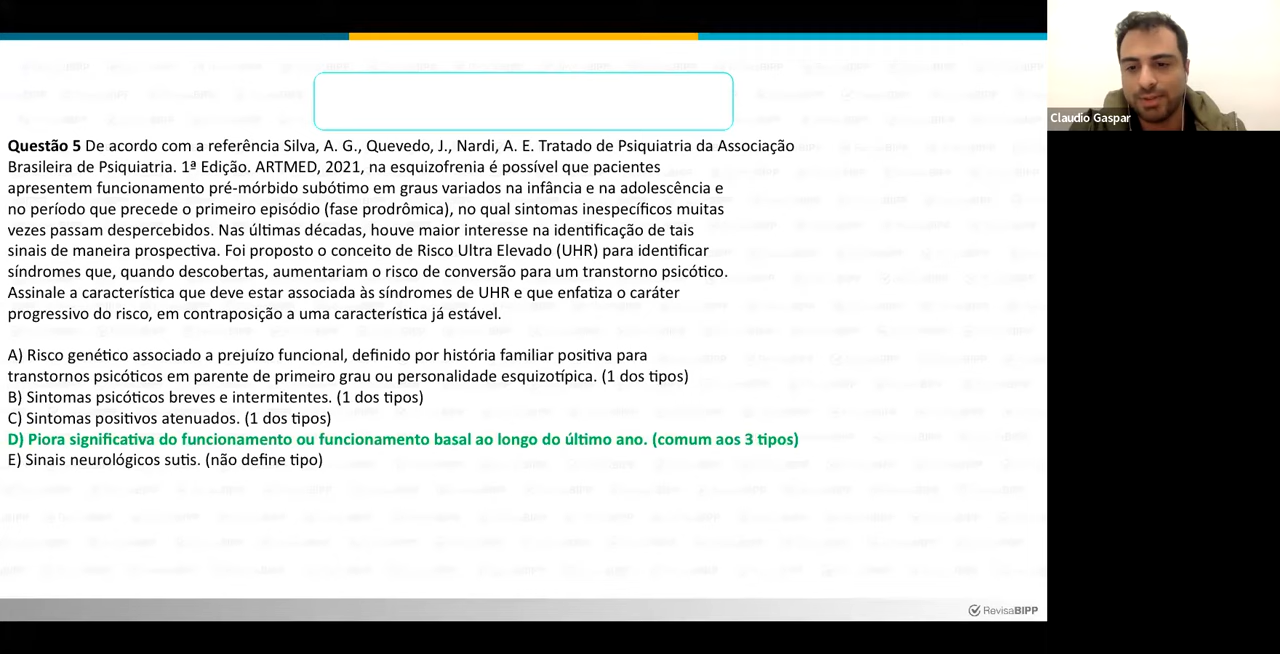 Claudio Gaspar
Questão 5 De acordo com a referência Silva, A. G., Quevedo, J., Nardi, A. E. Tratado de Psiquiatria da Associação
Brasileira de Psiquiatria. 1ª Edição. ARTMED, 2021, na esquizofrenia é possível que pacientes
apresentem funcionamento pré-mórbido subótimo em graus variados na infância e na adolescência e
no período que precede o primeiro episódio (fase prodrômica), no qual sintomas inespecíficos muitas
vezes passam despercebidos. Nas últimas décadas, houve maior interesse na identificação de tais
sinais de maneira prospectiva. Foi proposto o conceito de Risco Ultra Elevado (UHR) para identificar
síndromes que, quando descobertas, aumentariam o risco de conversão para um transtorno psicótico.
Assinale a característica que deve estar associada às síndromes de UHR e que enfatiza o caráter
progressivo do risco, em contraposição a uma característica já estável.
A) Risco genético associado a prejuízo funcional, definido por história familiar positiva para
transtornos psicóticos em parente de primeiro grau ou personalidade esquizotípica. (1 dos tipos)
B) Sintomas psicóticos breves e intermitentes. (1 dos tipos)
C) Sintomas positivos atenuados. (1 dos tipos)
D) Piora significativa do funcionamento ou funcionamento basal ao longo do último ano. (comum aos 3 tipos)
E) Sinais neurológicos sutis. (não define tipo)
RevisaBIPP